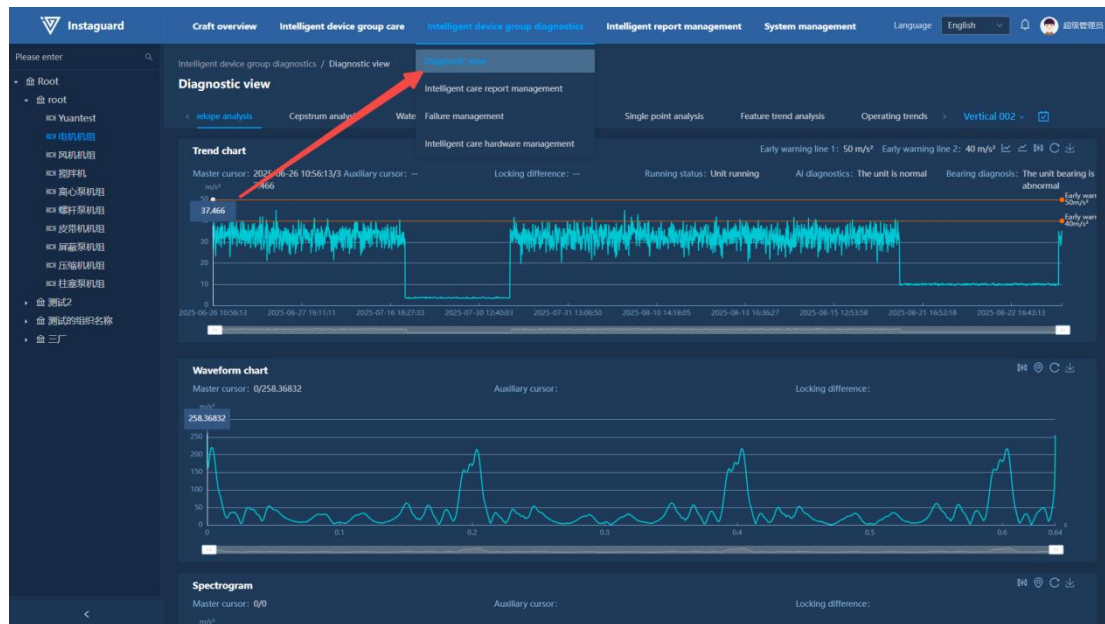 Instaguard
Craft overview
Intelligent device group care
Intelligent device group diagnostics
Intelligent report management
System management
Language
English
超级管理员
Please enter
Root
root
Yuantest
电机机组
风机机组
搅拌机
离心泵机组
螺杆泵机组
皮带机机组
屏蔽泵机组
压缩机机组
柱塞泵机组
测试2
测试的组织名称
三厂
Intelligent device group diagnostics / Diagnostic view
Diagnostic view
Diagnostic view
Intelligent care report management
Failure management
Intelligent care hardware management
elope analysis
Cepstrum analy
Wate
Single point analysis
Feature trend analysis
Operating trends
Vertical 002
Trend chart
Early warning line 1: 50 m/s² Early warning line 2: 40 m/s²
Master cursor: 2025-06-26 10:56:13/3 Auxiliary cursor: --
7.466
Locking difference: --
Running status: Unit running
Ai diagnostics: The unit is normal
Bearing diagnosis: The unit bearing is
abnormal
m/s²
50
37.466
30
20
10
0
Early warr
50m/s²
Early warr
40m/s²
2025-06-26 10:56:13
2025-06-27 19:11:11
2025-07-16 18:27:33
2025-07-30 12:40:03
2025-07-31 13:06:50
2025-08-10 14:18:05
2025-08-13 16:36:27
2025-08-15 12:53:58
2025-08-21 16:52:18
2025-08-22 16:43:13
Waveform chart
Master cursor: 0/258.36832
Auxiliary cursor:
Locking difference:
m/s²
258.36832
250
200
150
100
50
0
0
0.1
0.2
0.3
0.4
0.5
0.6
0.64
s
Spectrogram
Master cursor: 0/0
Auxiliary cursor:
Locking difference:
m/s²